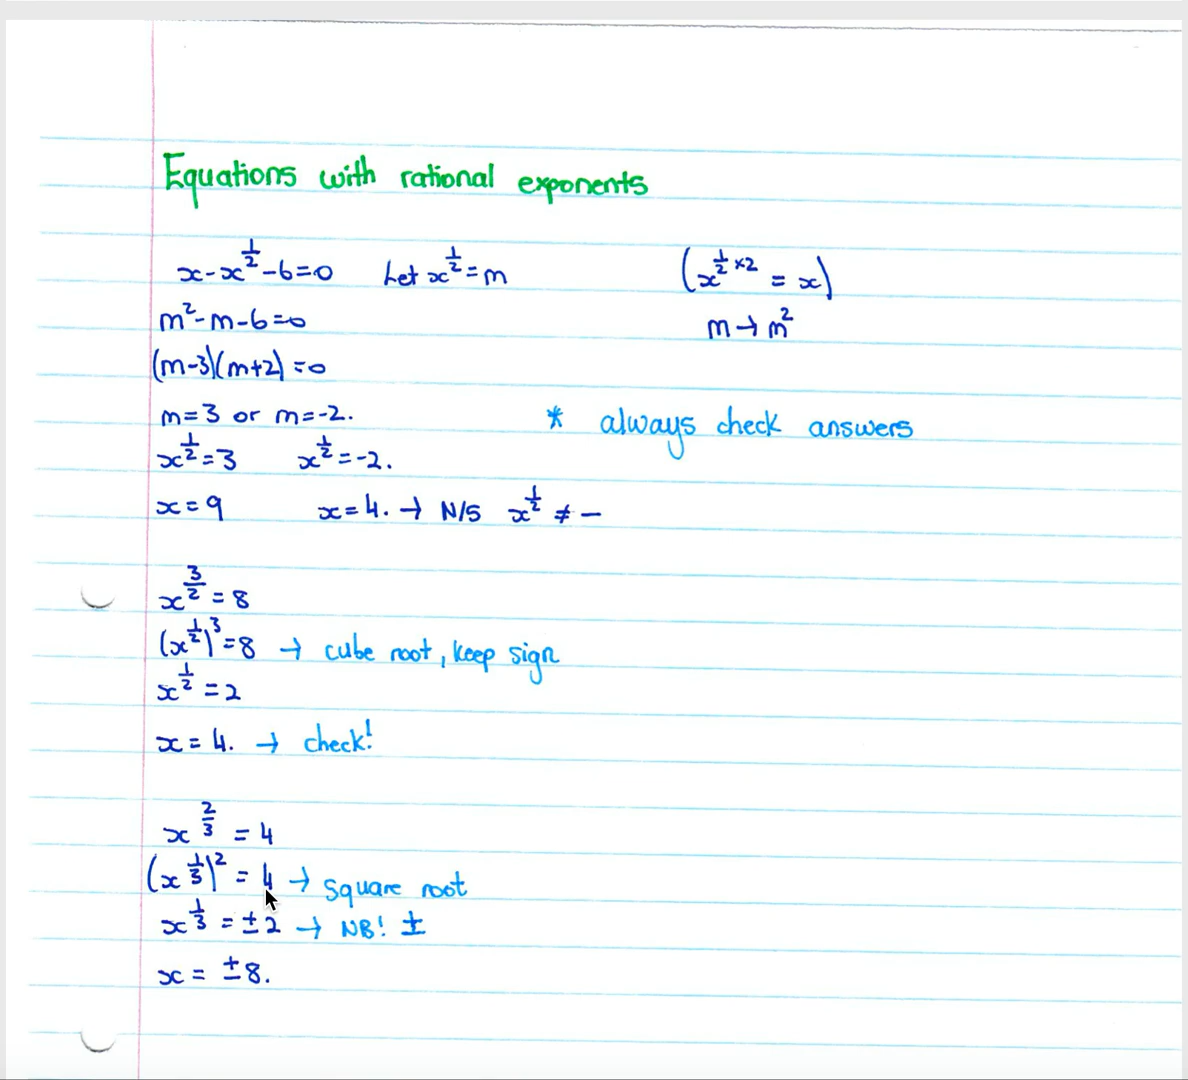 Equations with rational exponents
x - x^(1/2) - 6 = 0 Let x^(1/2) = m (x^(1/2 ×2) = x)
m² - m - 6 = 0 m → m²
(m-3)(m+2) = 0
m = 3 or m = -2. * always check answers
x^(1/2) = 3 x^(1/2) = -2.
x = 9 x = 4. → N/S x^(1/2) ≠ -
x^(3/2) = 8
(x^(1/2))³ = 8 → cube root, keep sign
x^(1/2) = 2
x = 4. → check!
x^(2/3) = 4
(x^(1/3))² = 4 → square root
x^(1/3) = ±2 → NB! ±
x = ±8.